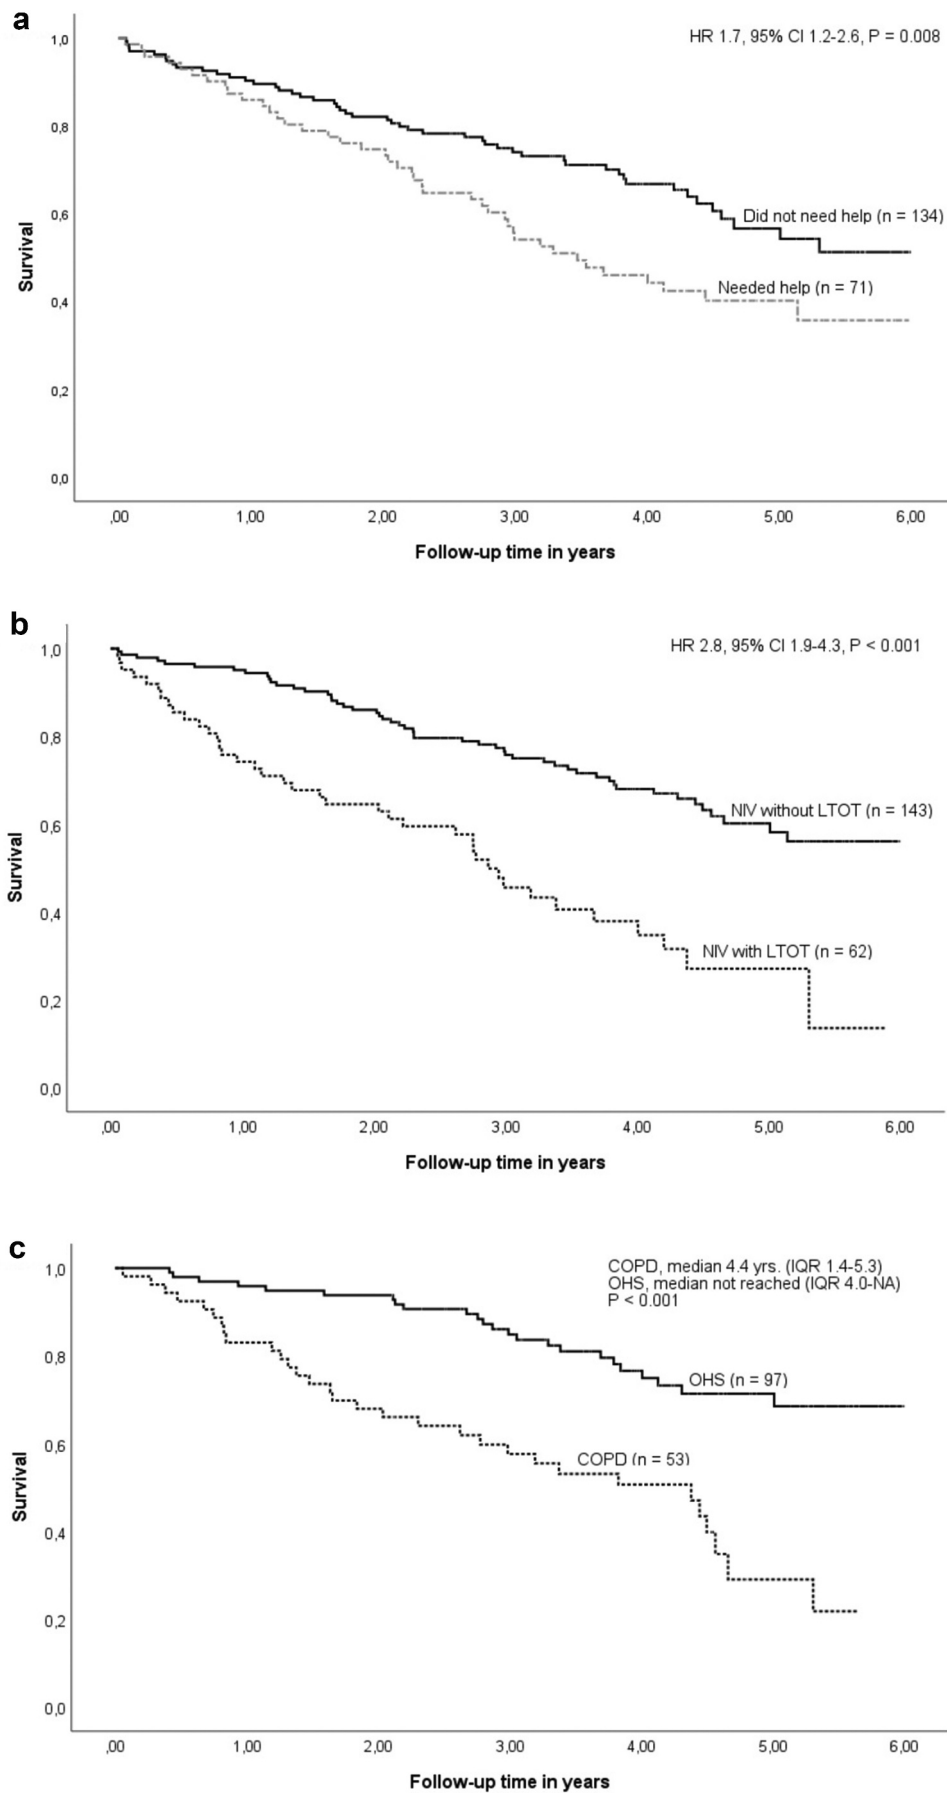 a
HR 1.7, 95% CI 1.2-2.6, P = 0.008
1,0
0,8
0,6
0,4
0,2
0,0
Survival
Did not need help (n = 134)
Needed help (n = 71)
,00 1,00 2,00 3,00 4,00 5,00 6,00
Follow-up time in years
b
HR 2.8, 95% CI 1.9-4.3, P < 0.001
1,0
0,8
0,6
0,4
0,2
0,0
Survival
NIV without LTOT (n = 143)
NIV with LTOT (n = 62)
,00 1,00 2,00 3,00 4,00 5,00 6,00
Follow-up time in years
c
COPD, median 4.4 yrs. (IQR 1.4-5.3)
OHS, median not reached (IQR 4.0-NA)
P < 0.001
1,0
0,8
0,6
0,4
0,2
0,0
Survival
OHS (n = 97)
COPD (n = 53)
,00 1,00 2,00 3,00 4,00 5,00 6,00
Follow-up time in years